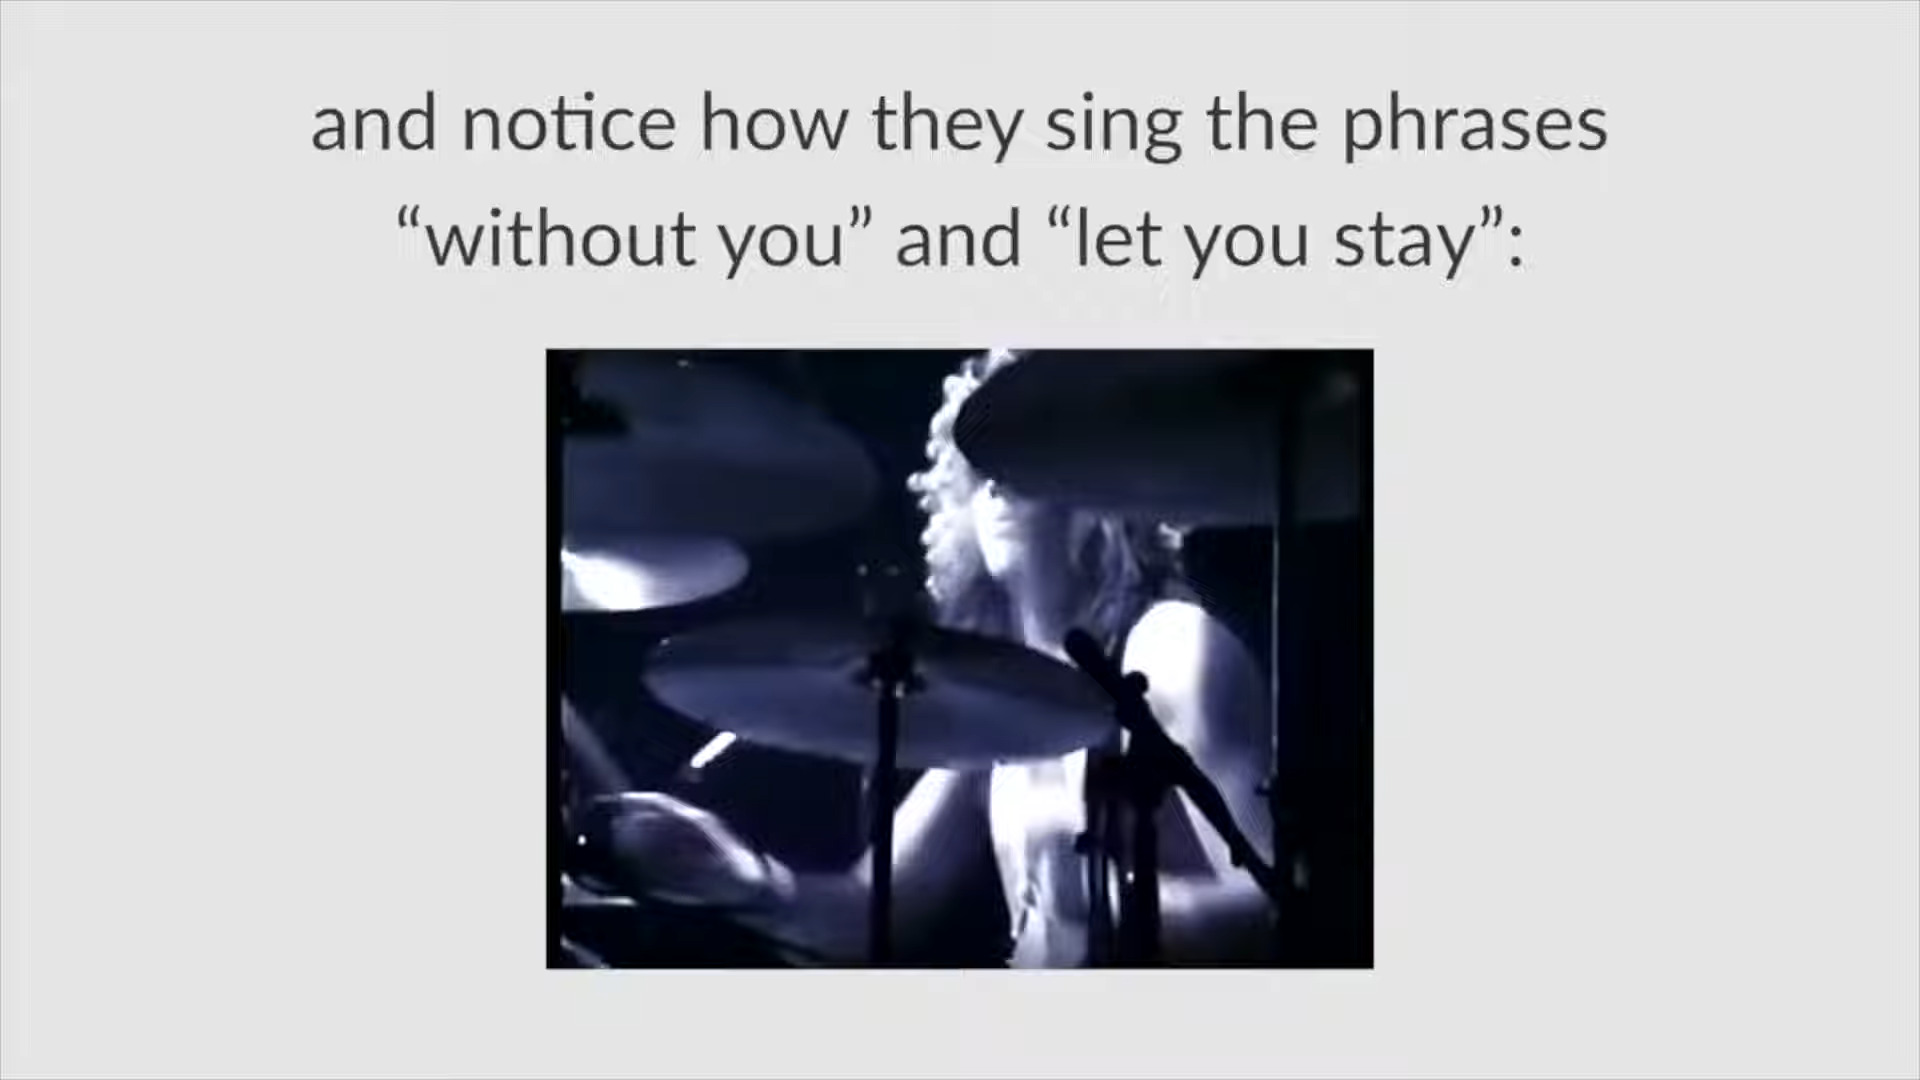 and notice how they sing the phrases
“without you” and “let you stay”: